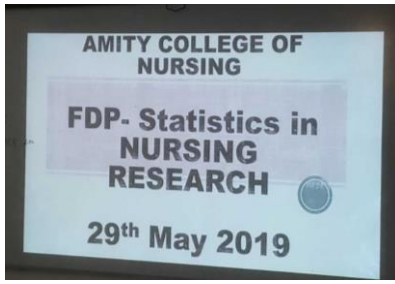 AMITY COLLEGE OF
NURSING
FDP- Statistics in
NURSING
RESEARCH
29th May 2019